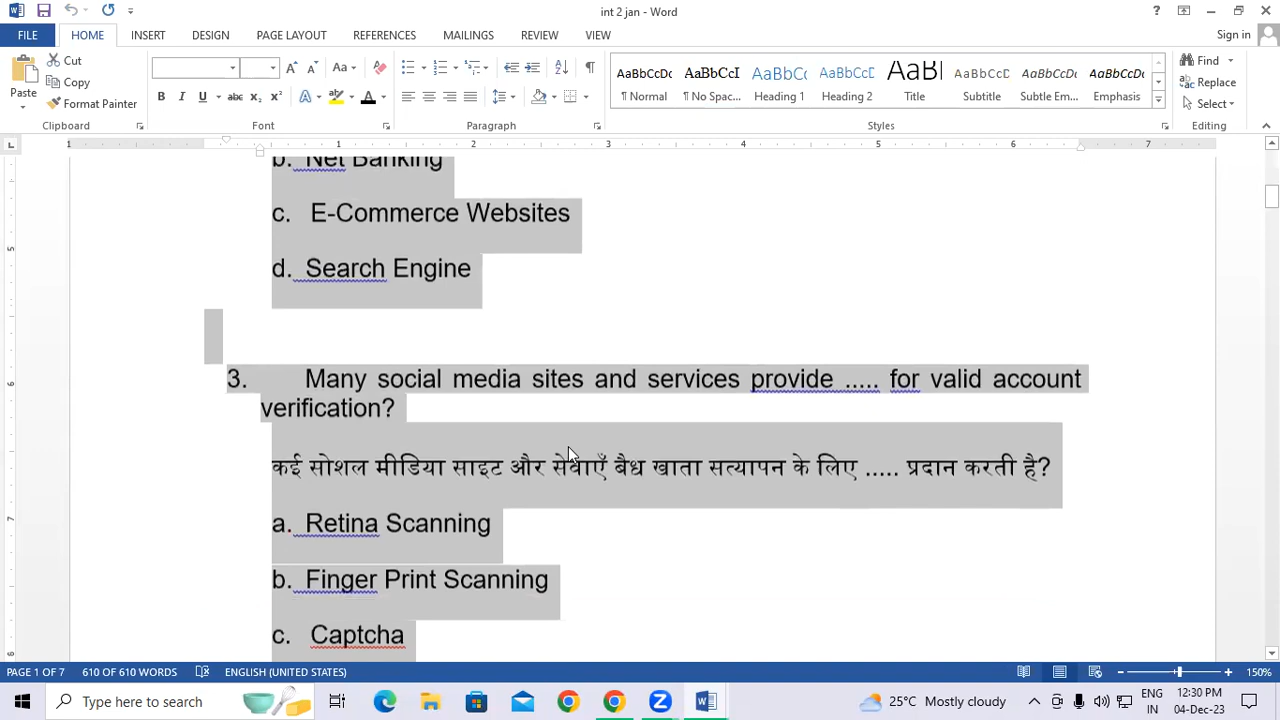 int 2 jan - Word
FILE HOME INSERT DESIGN PAGE LAYOUT REFERENCES MAILINGS REVIEW VIEW Sign in
Cut
Copy
Format Painter
Paste
Clipboard
Font
Paragraph
AaBbCcDc AaBbCcI AaBbC( AaBbCcC AaBl AaBbCcD AaBbCcDc AaBbCcDc
¶ Normal ¶ No Spac... Heading 1 Heading 2 Title Subtitle Subtle Em... Emphasis
Styles
Find
Replace
Select
Editing
b. Net Banking
c. E-Commerce Websites
d. Search Engine
3. Many social media sites and services provide ..... for valid account
verification?
कई सोशल मीडिया साइट और सेवाएँ बैध खाता सत्यापन के लिए ..... प्रदान करती है?
a. Retina Scanning
b. Finger Print Scanning
c. Captcha
PAGE 1 OF 7 610 OF 610 WORDS ENGLISH (UNITED STATES) 150%
Type here to search
25°C Mostly cloudy
ENG
IN
12:30 PM
04-Dec-23